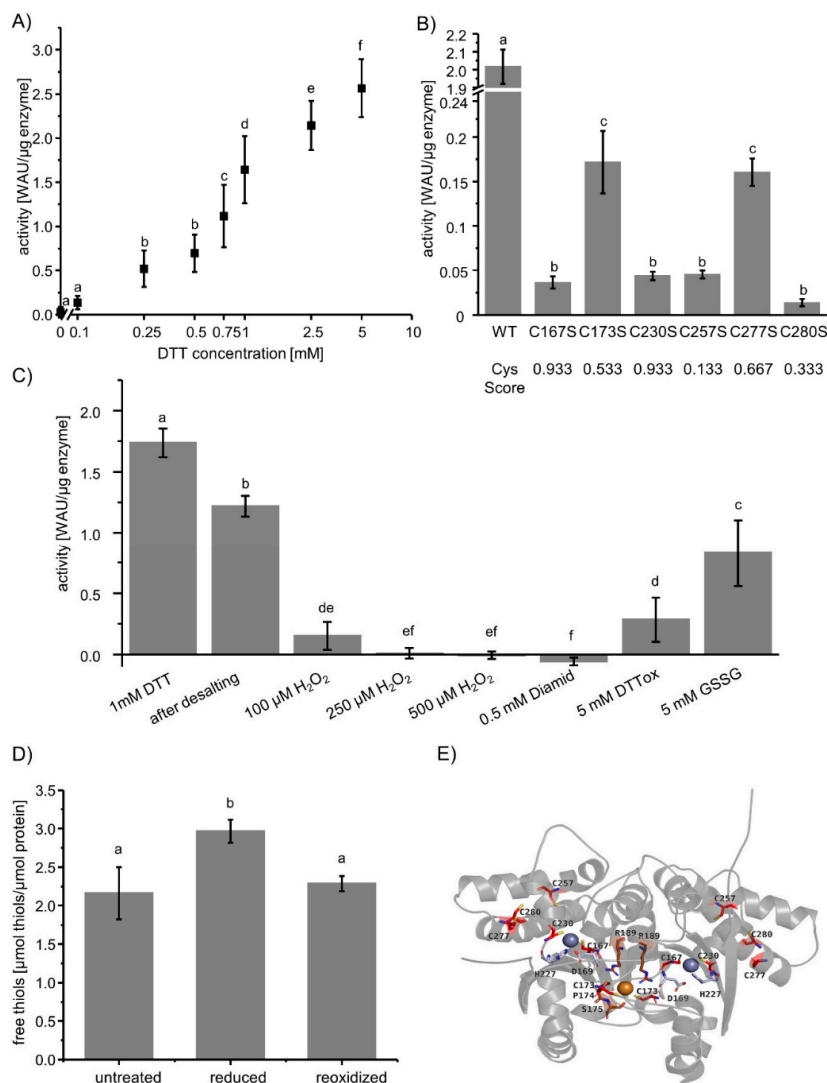 A)
activity [WAU/µg enzyme]
3.0
2.5
2.0
1.5
1.0
0.5
0.0
a
a
b
b
c
d
e
f
0 0.1 0.25 0.5 0.751 2.5 5 10
DTT concentration [mM]
B)
activity [WAU/µg enzyme]
2.2
2.1
2.0
1.9
0.24
0.2
0.15
0.1
0.05
0
a
b
c
b
b
c
b
WT C167S C173S C230S C257S C277S C280S
Cys 0.933 0.533 0.933 0.133 0.667 0.333
Score
C)
activity [WAU/µg enzyme]
2.0
1.5
1.0
0.5
0.0
a
b
de
ef
ef
f
d
c
1mM DTT
after desalting
100 µM H₂O₂
250 µM H₂O₂
500 µM H₂O₂
0.5 mM Diamid
5 mM DTTox
5 mM GSSG
D)
free thiols [µmol thiols/µmol protein]
3.5
3.0
2.5
2.0
1.5
1.0
0.5
0.0
a
b
a
untreated reduced reoxidized
E)
C257
C280
C277
C230
C167
H227
D169
R189
R189
C173
P174
S175
C173
C167
D169
C230
H227
C257
C280
C277